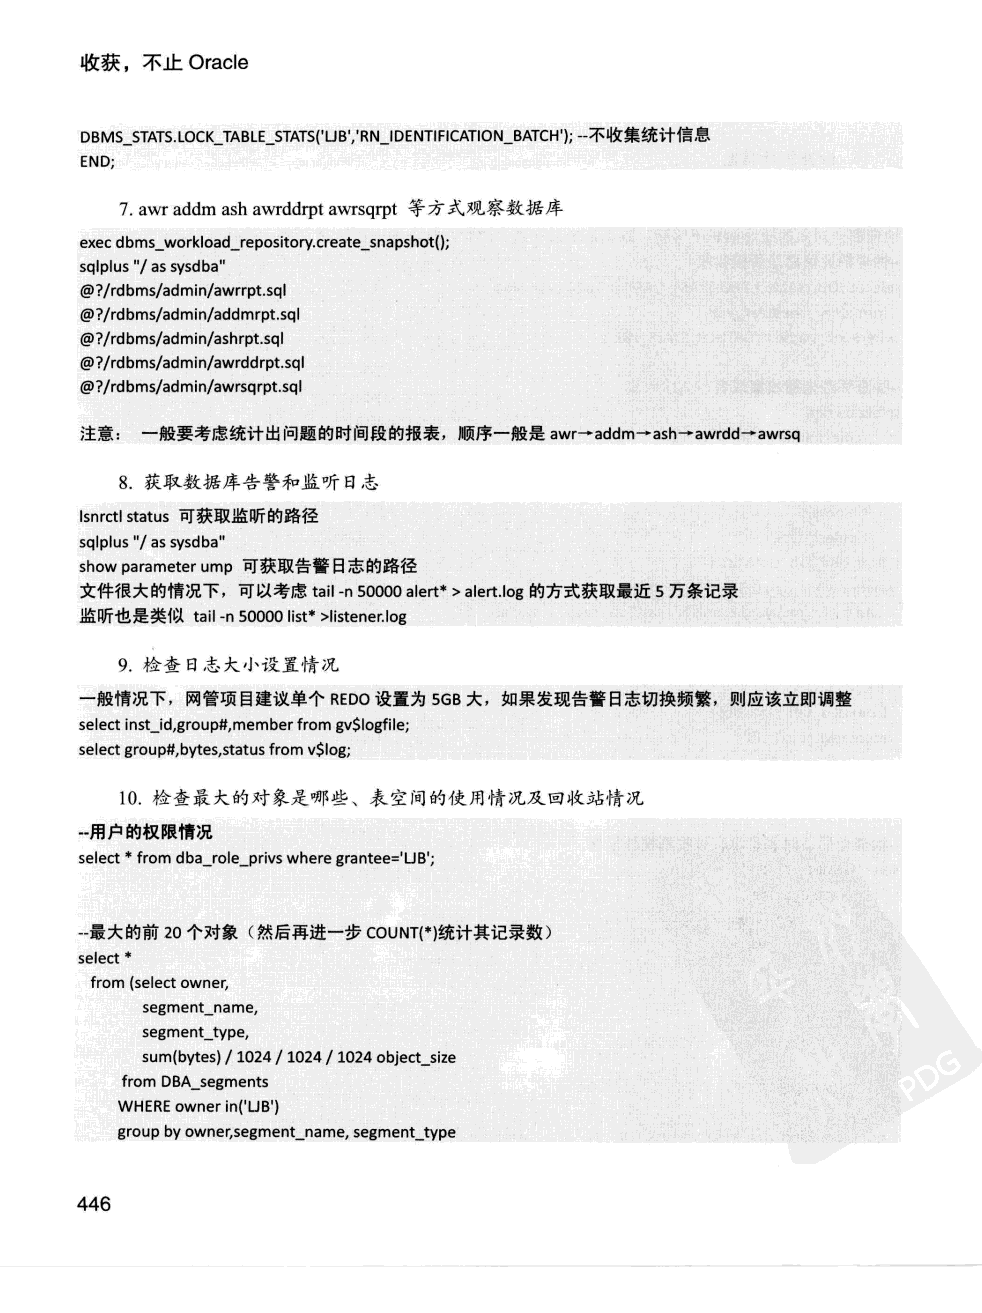 收获，不止 Oracle
DBMS_STATS.LOCK_TABLE_STATS('LJB','RN_IDENTIFICATION_BATCH'); --不收集统计信息
END;
7. awr addm ash awrddrpt awrsqrpt 等方式观察数据库
exec dbms_workload_repository.create_snapshot();
sqlplus "/ as sysdba"
@?/rdbms/admin/awrrpt.sql
@?/rdbms/admin/addmrpt.sql
@?/rdbms/admin/ashrpt.sql
@?/rdbms/admin/awrddrpt.sql
@?/rdbms/admin/awrsqrpt.sql
注意： 一般要考虑统计出问题的时间段的报表，顺序一般是 awr→addm→ash→awrdd→awrsq
8. 获取数据库告警和监听日志
lsnrctl status 可获取监听的路径
sqlplus "/ as sysdba"
show parameter ump 可获取告警日志的路径
文件很大的情况下，可以考虑 tail -n 50000 alert* > alert.log 的方式获取最近 5 万条记录
监听也是类似 tail -n 50000 list* >listener.log
9. 检查日志大小设置情况
一般情况下，网管项目建议单个 REDO 设置为 5GB 大，如果发现告警日志切换频繁，则应该立即调整
select inst_id,group#,member from gv$logfile;
select group#,bytes,status from v$log;
10. 检查最大的对象是哪些、表空间的使用情况及回收站情况
--用户的权限情况
select * from dba_role_privs where grantee='LJB';
--最大的前 20 个对象（然后再进一步 COUNT(*)统计其记录数）
select *
from (select owner,
segment_name,
segment_type,
sum(bytes) / 1024 / 1024 / 1024 object_size
from DBA_segments
WHERE owner in('LJB')
group by owner,segment_name, segment_type
PDG
446